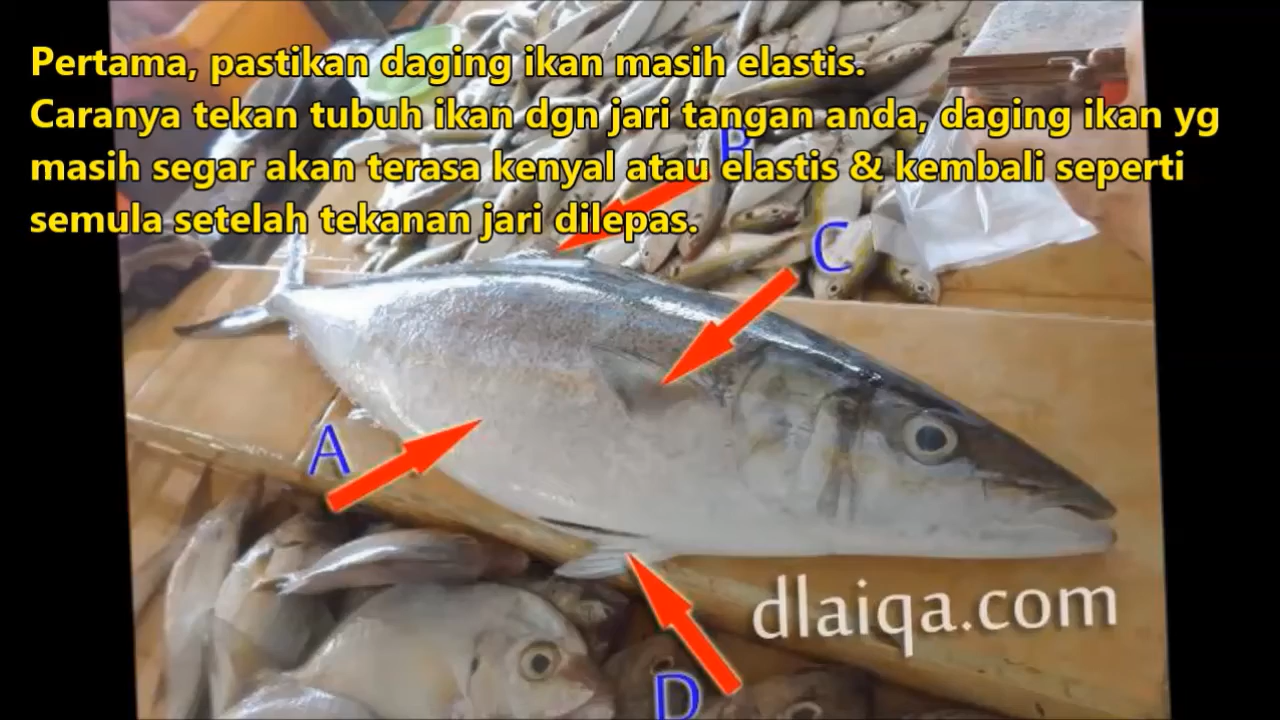 Pertama, pastikan daging ikan masih elastis.
Caranya tekan tubuh ikan dgn jari tangan anda, daging ikan yg
masih segar akan terasa kenyal atau elastis & kembali seperti
semula setelah tekanan jari dilepas.
B
C
A
dlaiqa.com
D